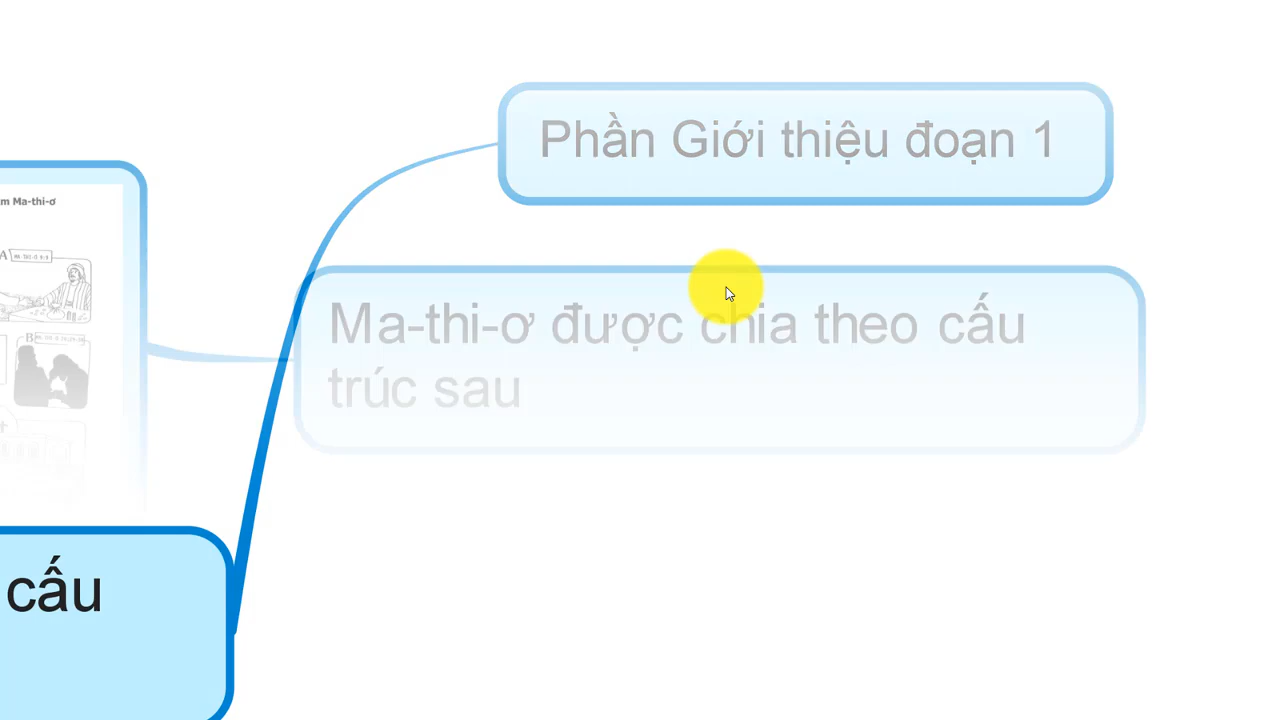 Phần Giới thiệu đoạn 1
m Ma-thi-ơ
A
B
Ma-thi-ơ được chia theo cấu
trúc sau
cấu